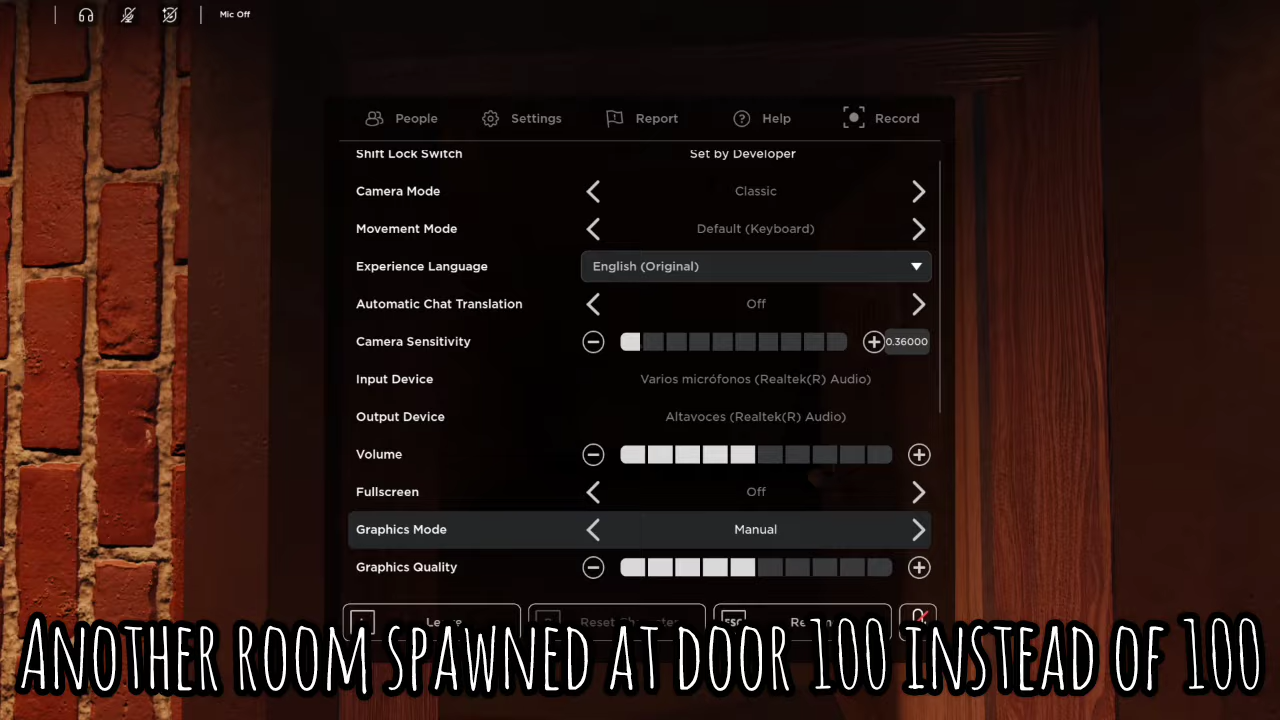 Mic Off
People Settings Report Help Record
Shift Lock Switch Set by Developer
Camera Mode Classic
Movement Mode Default (Keyboard)
Experience Language English (Original)
Automatic Chat Translation Off
Camera Sensitivity 0.36000
Input Device Varios micrófonos (Realtek(R) Audio)
Output Device Altavoces (Realtek(R) Audio)
Volume
Fullscreen Off
Graphics Mode Manual
Graphics Quality
Reset Character ESC
Another room spawned at door 100 instead of 100